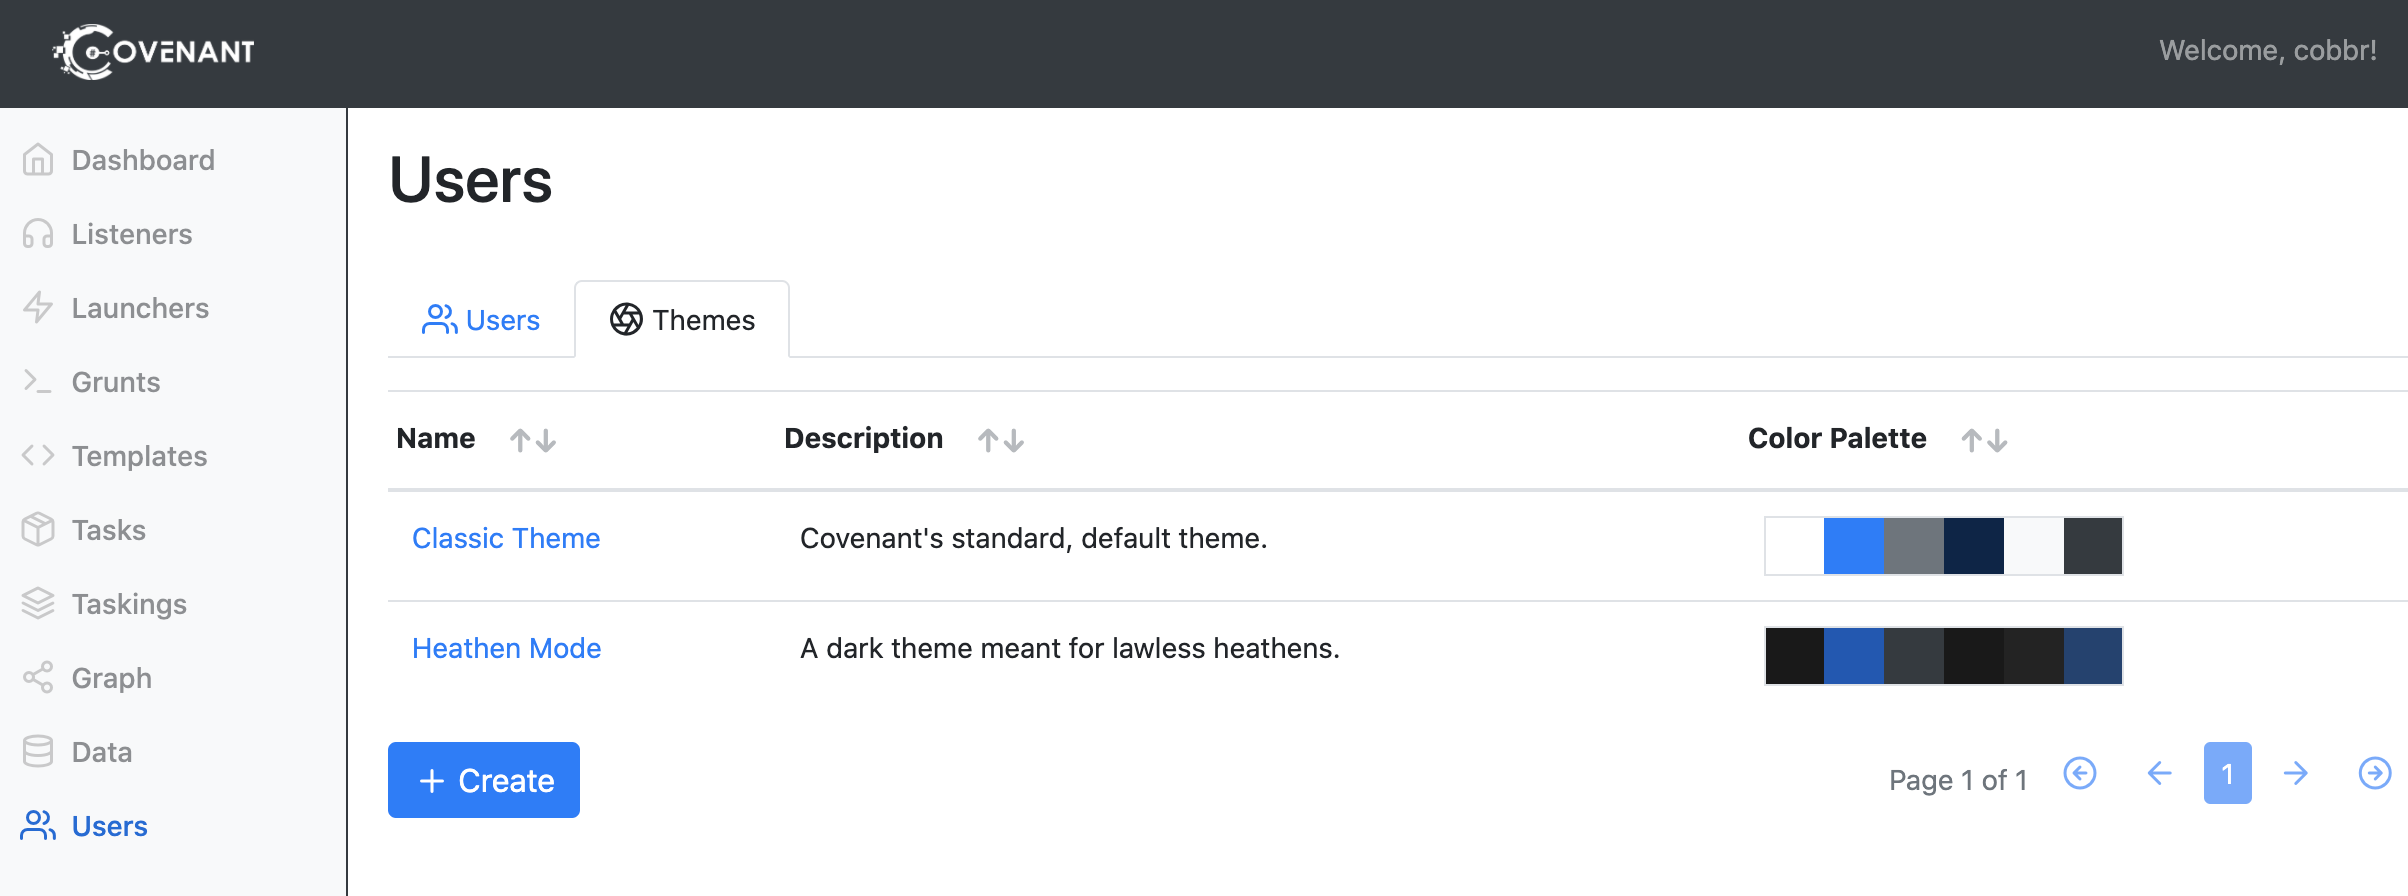 COVENANT
Welcome, cobbr!
Dashboard
Listeners
Launchers
Grunts
Templates
Tasks
Taskings
Graph
Data
Users
Users
Users Themes
Name Description Color Palette
Classic Theme Covenant's standard, default theme.
Heathen Mode A dark theme meant for lawless heathens.
+ Create
Page 1 of 1 1